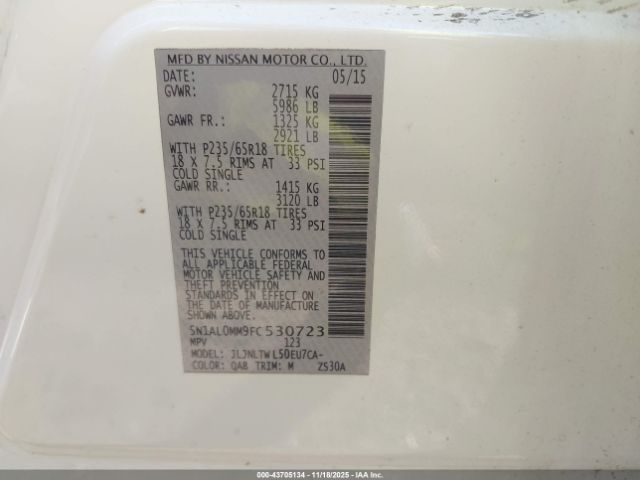 MFD BY NISSAN MOTOR CO., LTD.
DATE: 05/15
GVWR: 2715 KG
5986 LB
GAWR FR.: 1325 KG
2921 LB
WITH P235/65R18 TIRES
18 X 7.5 RIMS AT 33 PSI
COLD SINGLE
GAWR RR.: 1415 KG
3120 LB
WITH P235/65R18 TIRES
18 X 7.5 RIMS AT 33 PSI
COLD SINGLE
THIS VEHICLE CONFORMS TO
ALL APPLICABLE FEDERAL
MOTOR VEHICLE SAFETY AND
THEFT PREVENTION
STANDARDS IN EFFECT ON
THE DATE OF MANUFACTURE
SHOWN ABOVE.
5N1AL0MM9FC530723
MPV 123
MODEL: JLJNLTWL50EU7CA-
COLOR: QAB TRIM: M ZS30A
000-43705134 - 11/18/2025 - IAA Inc.